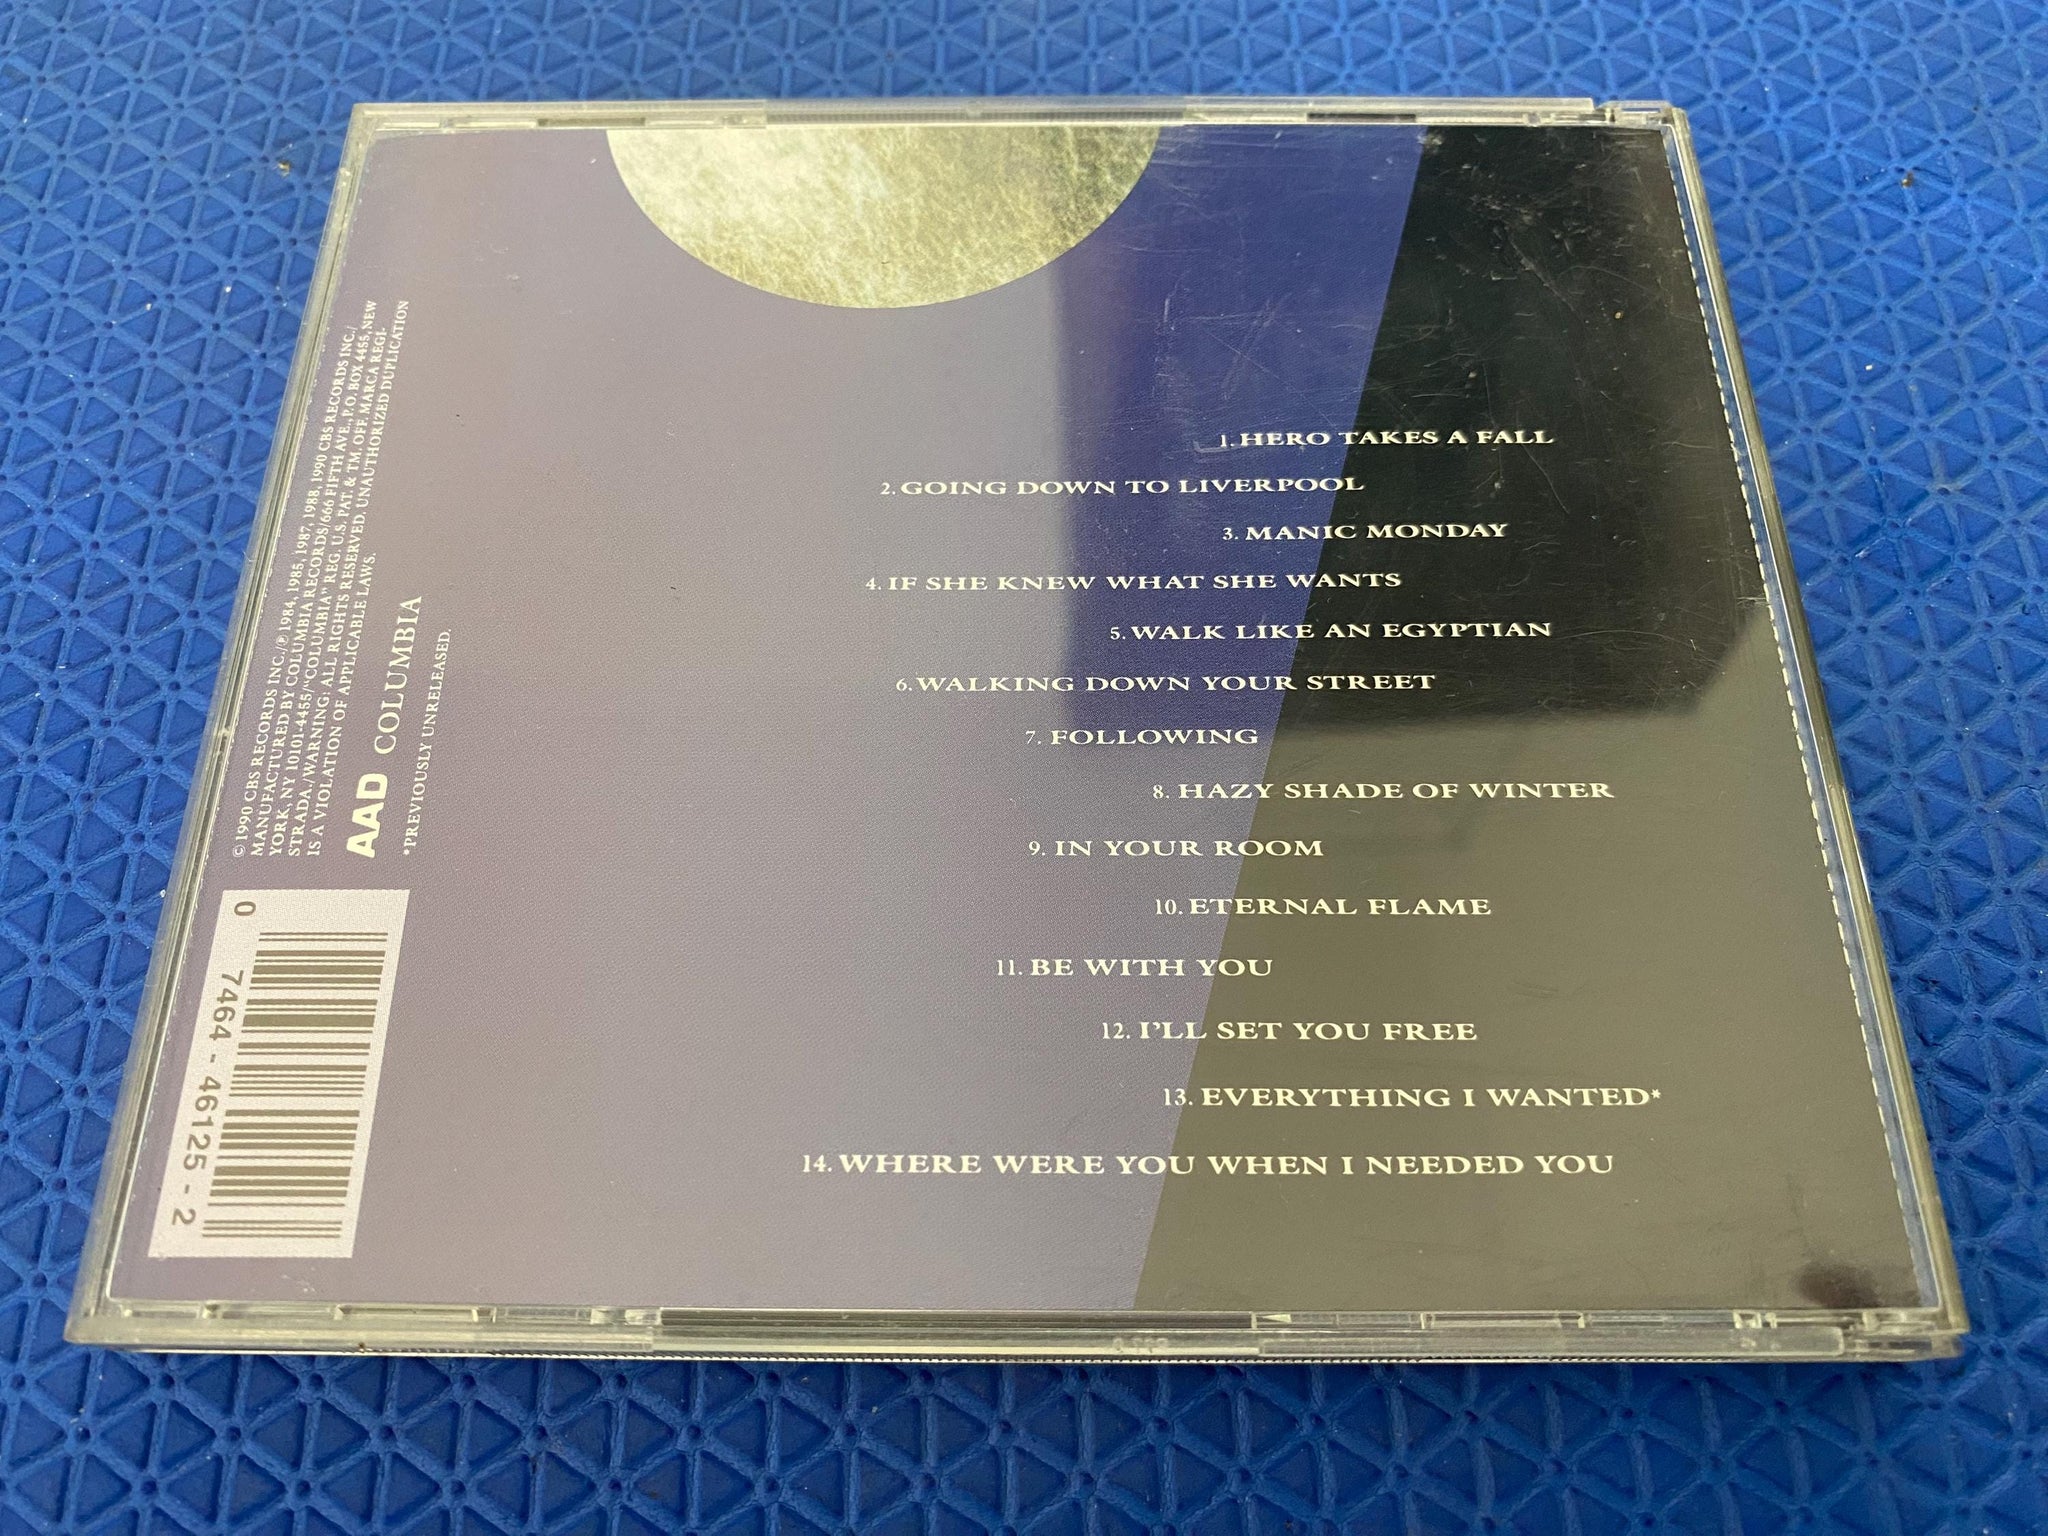 1. HERO TAKES A FALL
2. GOING DOWN TO LIVERPOOL
3. MANIC MONDAY
4. IF SHE KNEW WHAT SHE WANTS
5. WALK LIKE AN EGYPTIAN
6. WALKING DOWN YOUR STREET
7. FOLLOWING
8. HAZY SHADE OF WINTER
9. IN YOUR ROOM
10. ETERNAL FLAME
11. BE WITH YOU
12. I'LL SET YOU FREE
13. EVERYTHING I WANTED*
14. WHERE WERE YOU WHEN I NEEDED YOU
© 1990 CBS RECORDS INC./℗ 1984, 1985, 1987, 1988, 1990 CBS RECORDS INC./
MANUFACTURED BY COLUMBIA RECORDS/666 FIFTH AVE., P.O. BOX 4455, NEW
YORK, NY 10101-4455/"COLUMBIA" REG. U.S. PAT. & TM. OFF. MARCA REGI-
STRADA./WARNING: ALL RIGHTS RESERVED. UNAUTHORIZED DUPLICATION
IS A VIOLATION OF APPLICABLE LAWS.
AAD COLUMBIA
*PREVIOUSLY UNRELEASED.
0 7464 - 46125 - 2